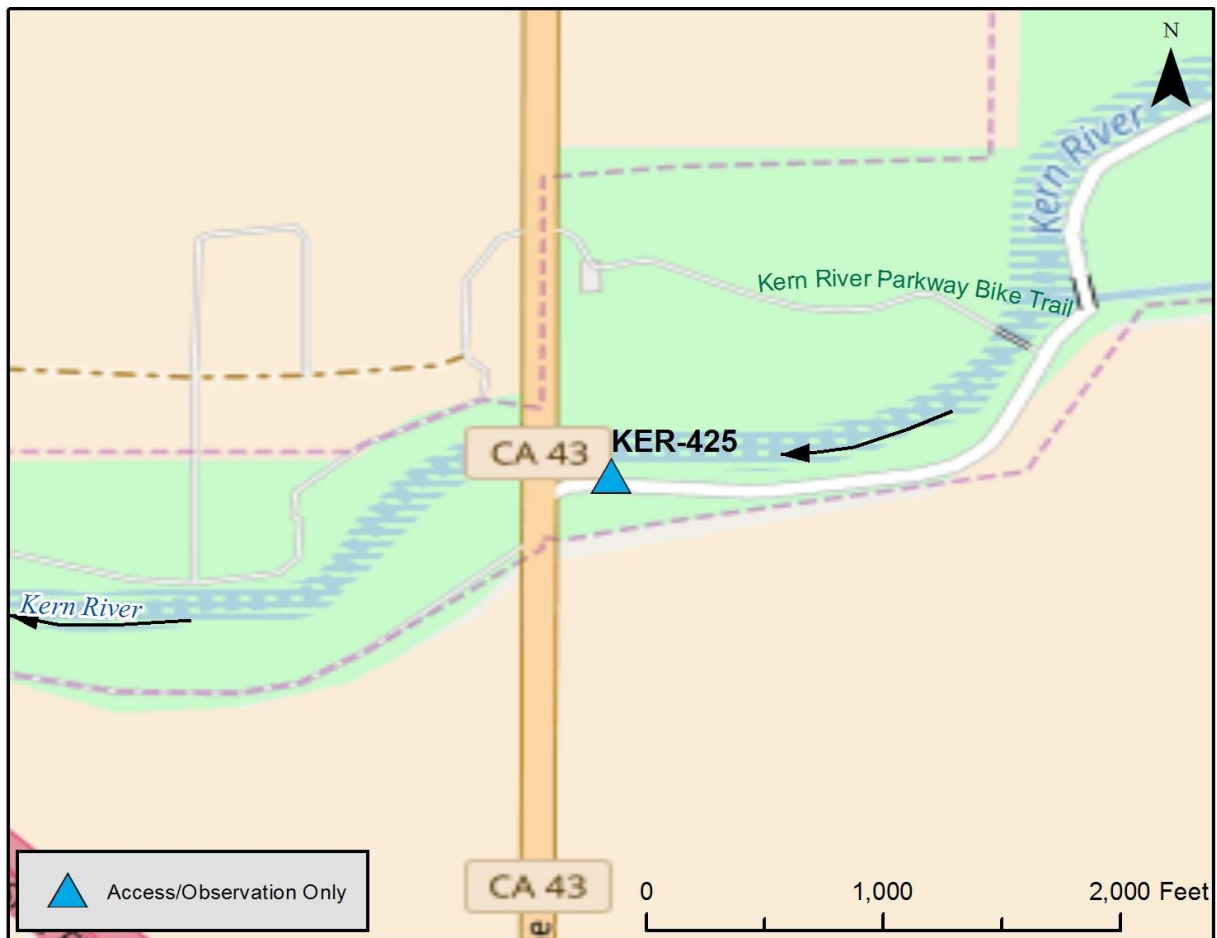 N
Kern River
Kern River Parkway Bike Trail
KER-425
CA 43
Kern River
CA 43
Access/Observation Only
0 1,000 2,000 Feet
e